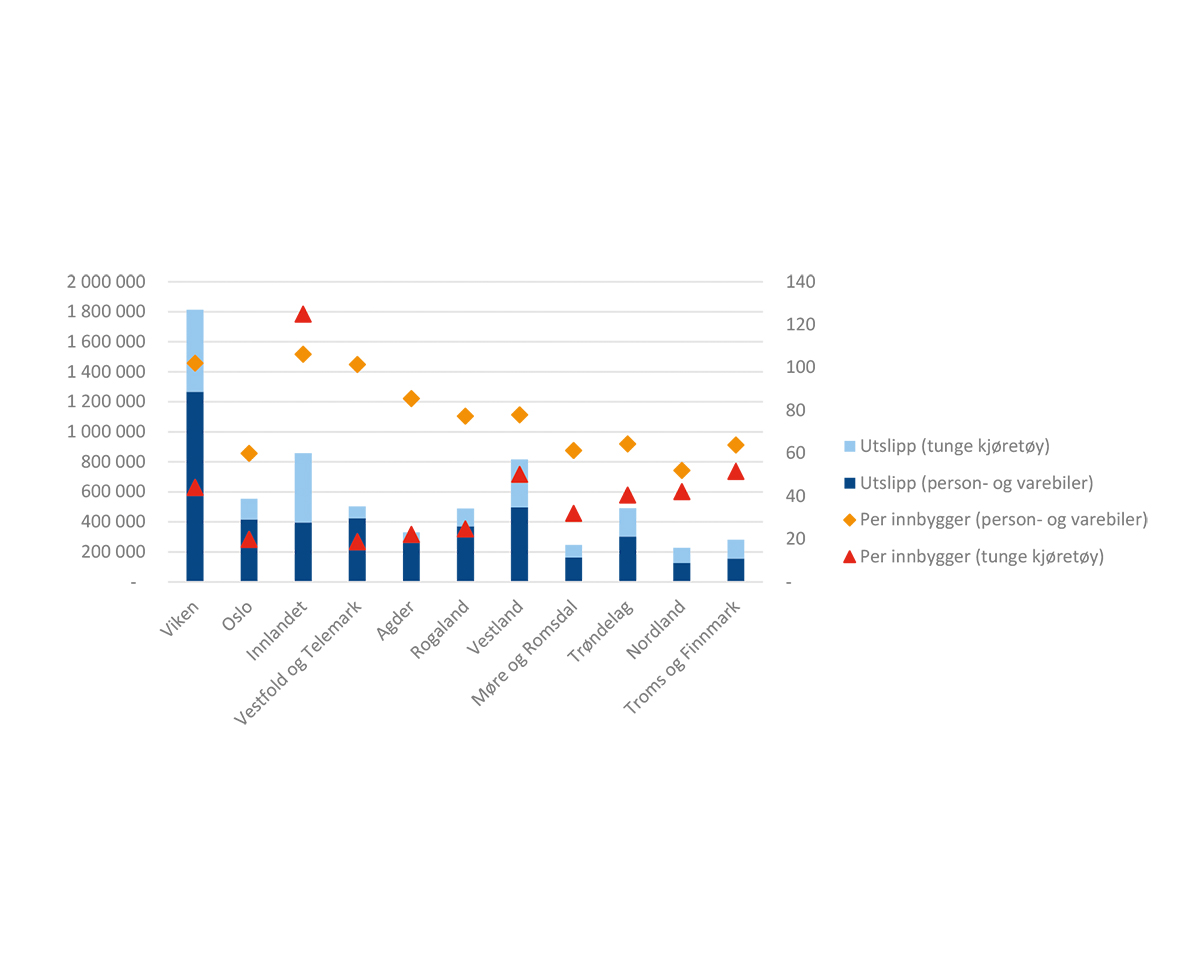 2 000 000
1 800 000
1 600 000
1 400 000
1 200 000
1 000 000
800 000
600 000
400 000
200 000
-
140
120
100
80
60
40
20
-
Viken
Oslo
Innlandet
Vestfold og Telemark
Agder
Rogaland
Vestland
Møre og Romsdal
Trøndelag
Nordland
Troms og Finnmark
Utslipp (tunge kjøretøy)
Utslipp (person- og varebiler)
Per innbygger (person- og varebiler)
Per innbygger (tunge kjøretøy)